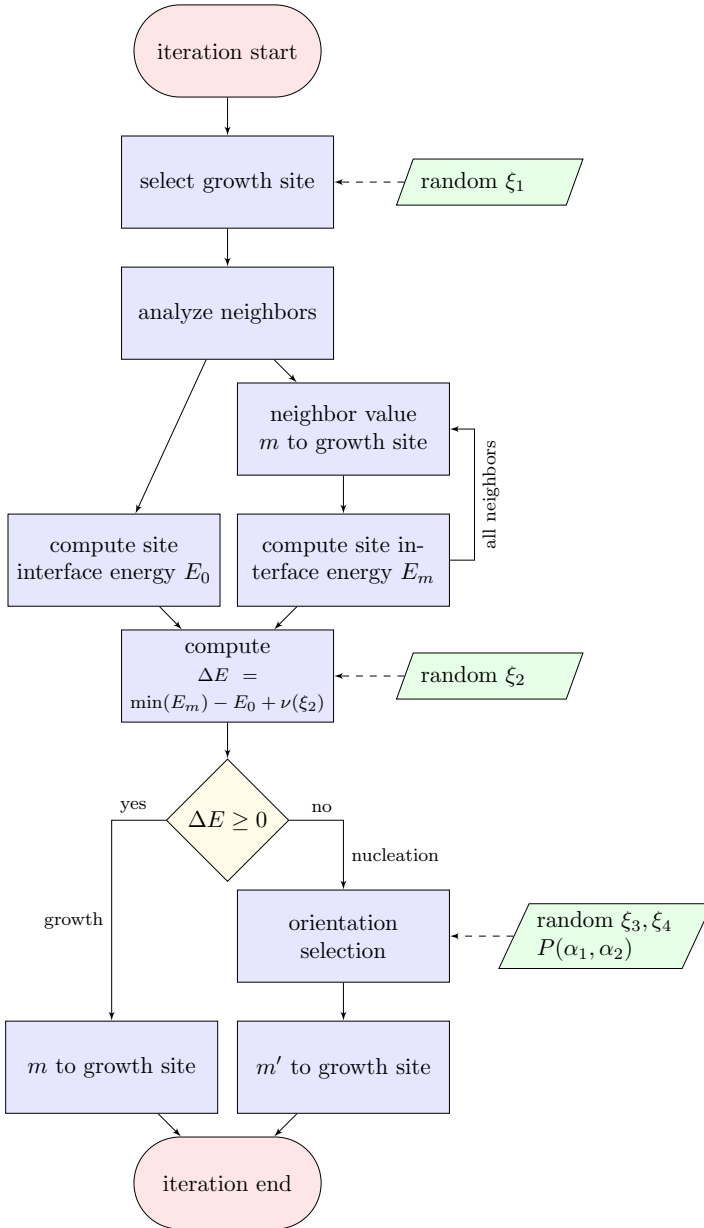 iteration start
select growth site
random ξ₁
analyze neighbors
neighbor value
m to growth site
all neighbors
compute site
interface energy E₀
compute site in-
terface energy Eₘ
compute
ΔE =
min(Eₘ) − E₀ + ν(ξ₂)
random ξ₂
yes
ΔE ≥ 0
no
nucleation
growth
orientation
selection
random ξ₃, ξ₄
P(α₁, α₂)
m to growth site
m′ to growth site
iteration end